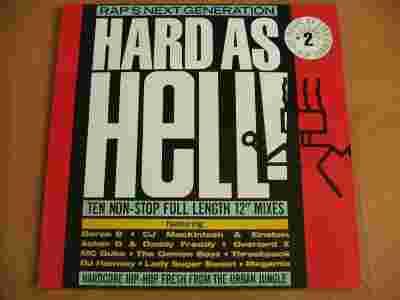 RAP'S NEXT GENERATION
HARD AS
HELL!
2
TEN NON-STOP FULL LENGTH 12" MIXES
featuring
Derek B • CJ Mackintosh & Einstein
Asher D & Daddy Freddy • Overlord X
MC Duke • The Demon Boyz • Thrashpack
DJ Harvey • Lady Sugar Sweet • Megamix
HARDCORE HIP-HOP FRESH FROM THE URBAN JUNGLE